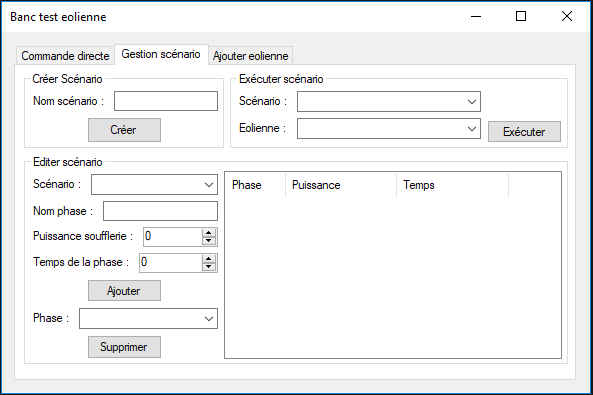 Banc test eolienne
Commande directe Gestion scénario Ajouter eolienne
Créer Scénario
Nom scénario :
Créer
Exécuter scénario
Scénario :
Eolienne :
Exécuter
Editer scénario
Scénario :
Nom phase :
Puissance soufflerie : 0
Temps de la phase : 0
Ajouter
Phase :
Supprimer
Phase Puissance Temps